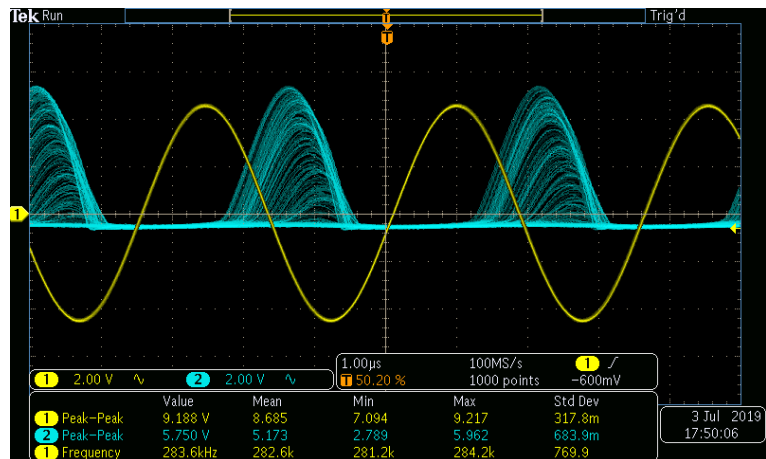 Tek Run Trig'd
T
T
1
1.00µs 100MS/s 1 ∫
1 2.00 V ∿ 2 2.00 V ∿ T 50.20 % 1000 points −600mV
Value Mean Min Max Std Dev
1 Peak−Peak 9.188 V 8.685 7.094 9.217 317.8m
2 Peak−Peak 5.750 V 5.173 2.789 5.962 683.9m
1 Frequency 283.6kHz 282.6k 281.2k 284.2k 769.9
3 Jul 2019
17:50:06